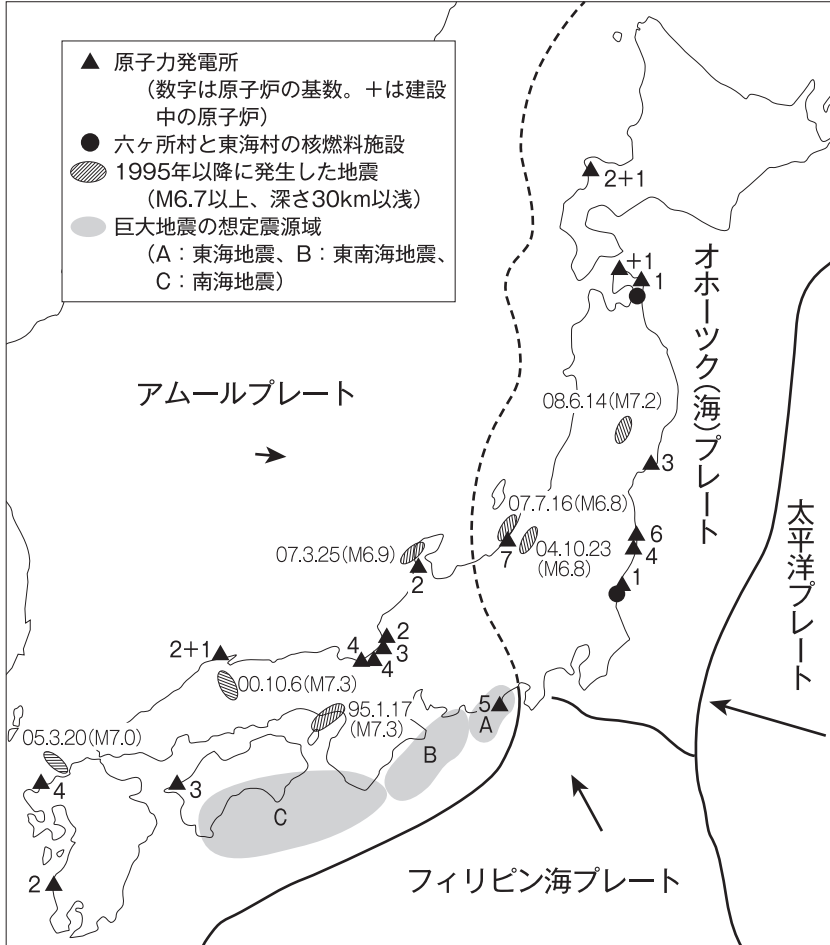 ▲ 原子力発電所
(数字は原子炉の基数。+は建設
中の原子炉)
● 六ヶ所村と東海村の核燃料施設
1995年以降に発生した地震
(M6.7以上、深さ30km以浅)
巨大地震の想定震源域
(A：東海地震、B：東南海地震、
C：南海地震)
2+1
+1
1
オホーツク(海)プレート
アムールプレート
08.6.14(M7.2)
3
太平洋プレート
07.7.16(M6.8)
7
04.10.23
(M6.8)
6
4
1
07.3.25(M6.9)
2
2
3
4
4
2+1
00.10.6(M7.3)
95.1.17
(M7.3)
5
A
B
C
05.3.20(M7.0)
4
3
2
フィリピン海プレート